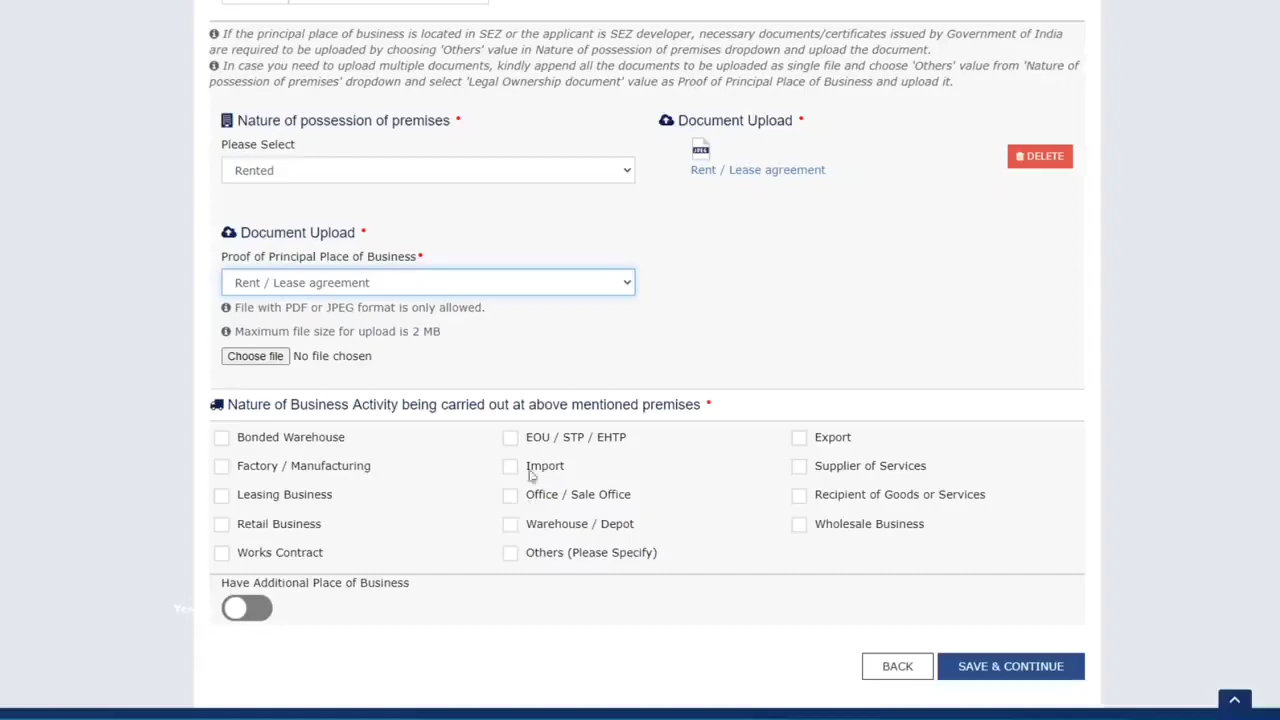 If the principal place of business is located in SEZ or the applicant is SEZ developer, necessary documents/certificates issued by Government of India
are required to be uploaded by choosing 'Others' value in Nature of possession of premises dropdown and upload the document.
In case you need to upload multiple documents, kindly append all the documents to be uploaded as single file and choose 'Others' value from 'Nature of
possession of premises' dropdown and select 'Legal Ownership document' value as Proof of Principal Place of Business and upload it.
Nature of possession of premises *
Document Upload *
Please Select
JPEG
Rented
Rent / Lease agreement
DELETE
Document Upload *
Proof of Principal Place of Business*
Rent / Lease agreement
File with PDF or JPEG format is only allowed.
Maximum file size for upload is 2 MB
Choose file No file chosen
Nature of Business Activity being carried out at above mentioned premises *
Bonded Warehouse
EOU / STP / EHTP
Export
Factory / Manufacturing
Import
Supplier of Services
Leasing Business
Office / Sale Office
Recipient of Goods or Services
Retail Business
Warehouse / Depot
Wholesale Business
Works Contract
Others (Please Specify)
Have Additional Place of Business
Yes
BACK
SAVE & CONTINUE